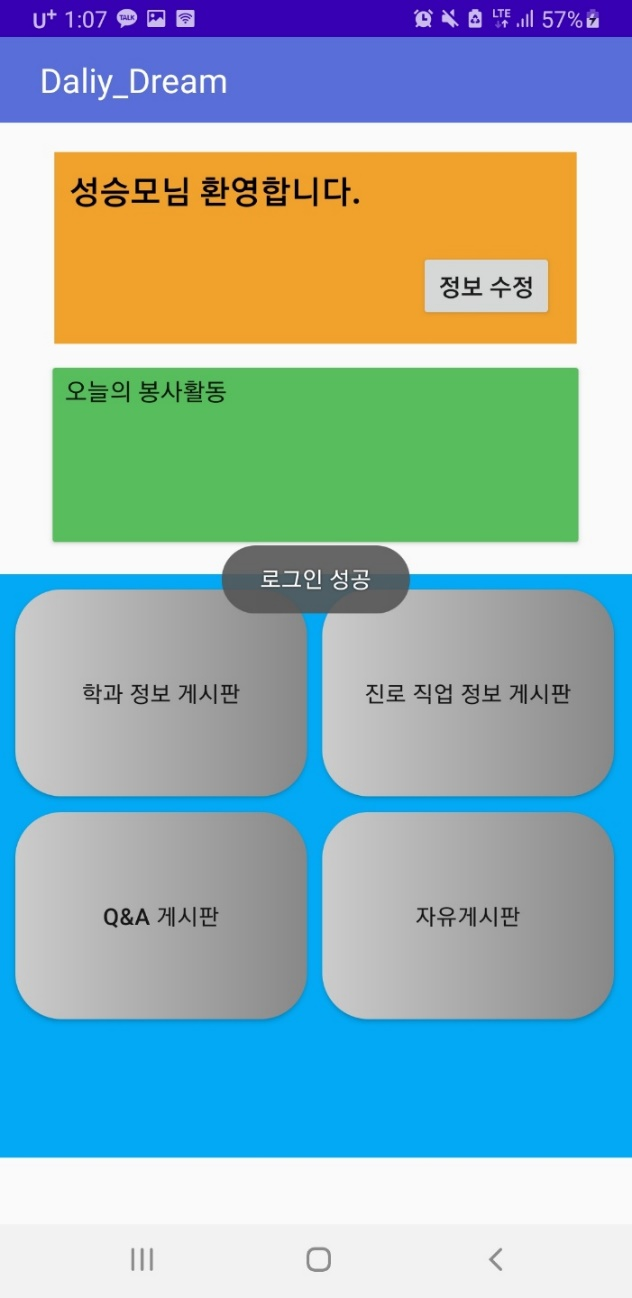 U+ 1:07 TALK LTE 57%
Daliy_Dream
성승모님 환영합니다.
정보 수정
오늘의 봉사활동
로그인 성공
학과 정보 게시판
진로 직업 정보 게시판
Q&A 게시판
자유게시판